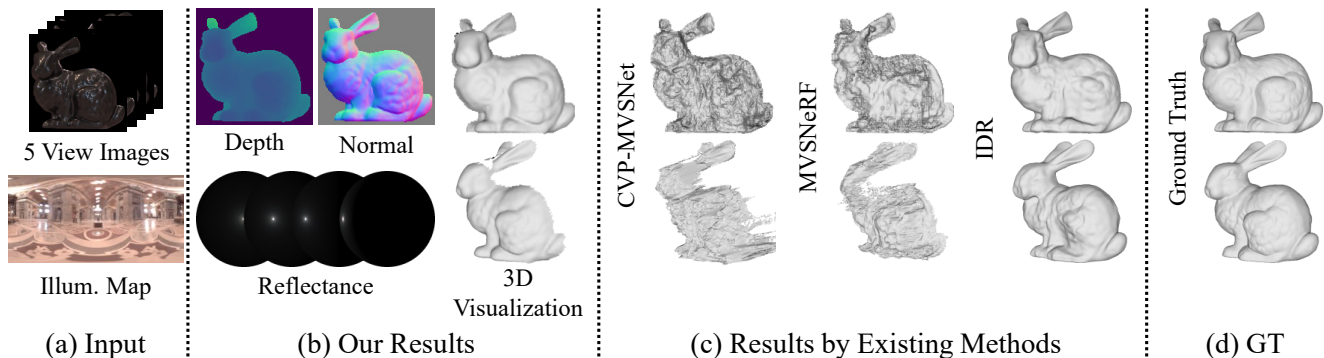 5 View Images
Illum. Map
(a) Input
Depth
Normal
Reflectance
3D
Visualization
(b) Our Results
CVP-MVSNet
MVSNeRF
IDR
(c) Results by Existing Methods
Ground Truth
(d) GT